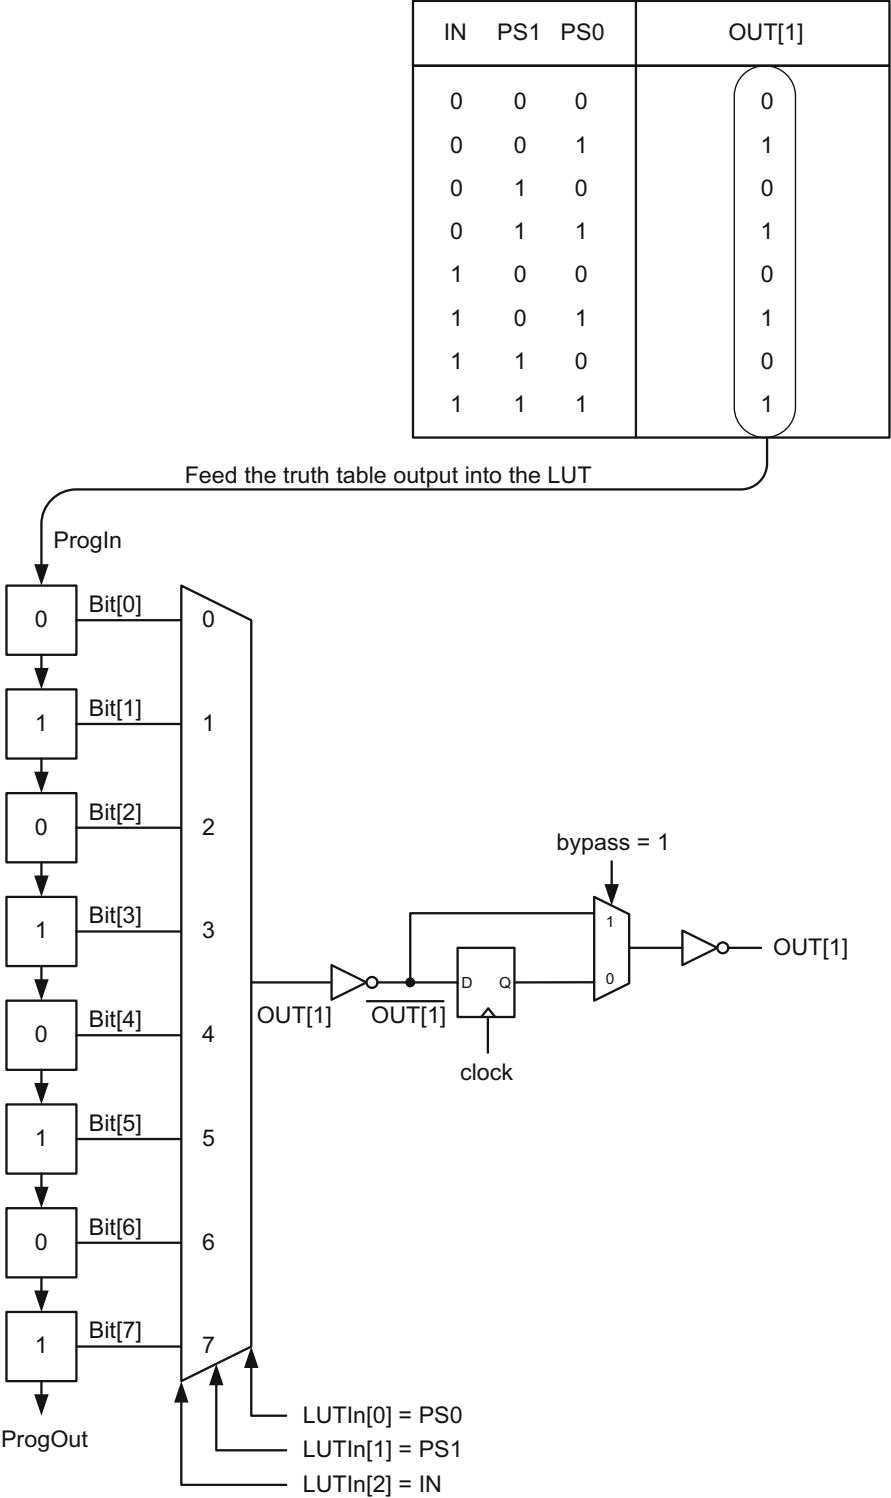 IN PS1 PS0 OUT[1]
0 0 0 0
0 0 1 1
0 1 0 0
0 1 1 1
1 0 0 0
1 0 1 1
1 1 0 0
1 1 1 1
Feed the truth table output into the LUT
ProgIn
0 Bit[0] 0
1 Bit[1] 1
0 Bit[2] 2
1 Bit[3] 3
0 Bit[4] 4
1 Bit[5] 5
0 Bit[6] 6
1 Bit[7] 7
ProgOut
bypass = 1
1
0
D Q
OUT[1]
OUT[1]
OUT[1]
clock
LUTIn[0] = PS0
LUTIn[1] = PS1
LUTIn[2] = IN